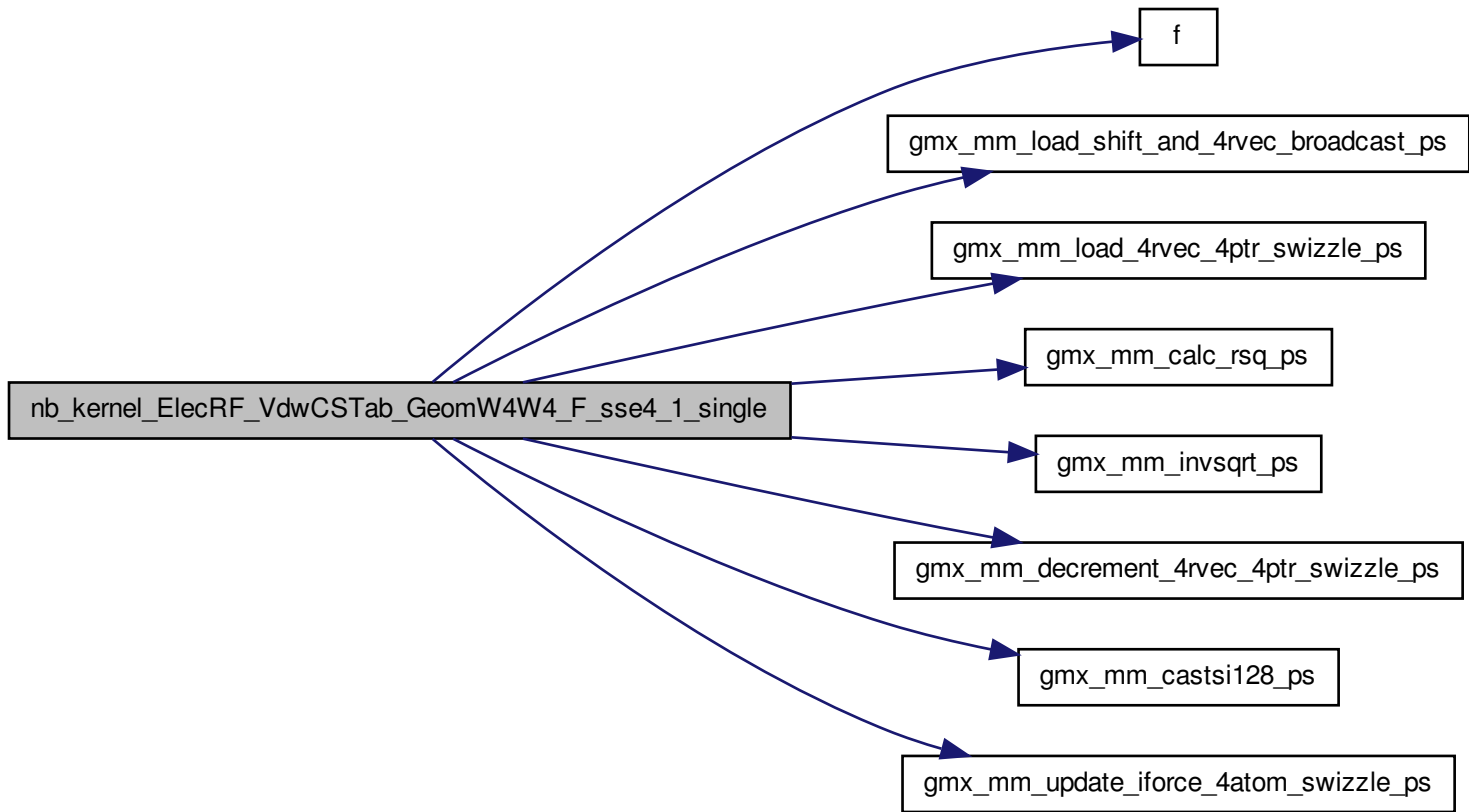 f
gmx_mm_load_shift_and_4rvec_broadcast_ps
gmx_mm_load_4rvec_4ptr_swizzle_ps
gmx_mm_calc_rsq_ps
nb_kernel_ElecRF_VdwCSTab_GeomW4W4_F_sse4_1_single
gmx_mm_invsqrt_ps
gmx_mm_decrement_4rvec_4ptr_swizzle_ps
gmx_mm_castsi128_ps
gmx_mm_update_iforce_4atom_swizzle_ps